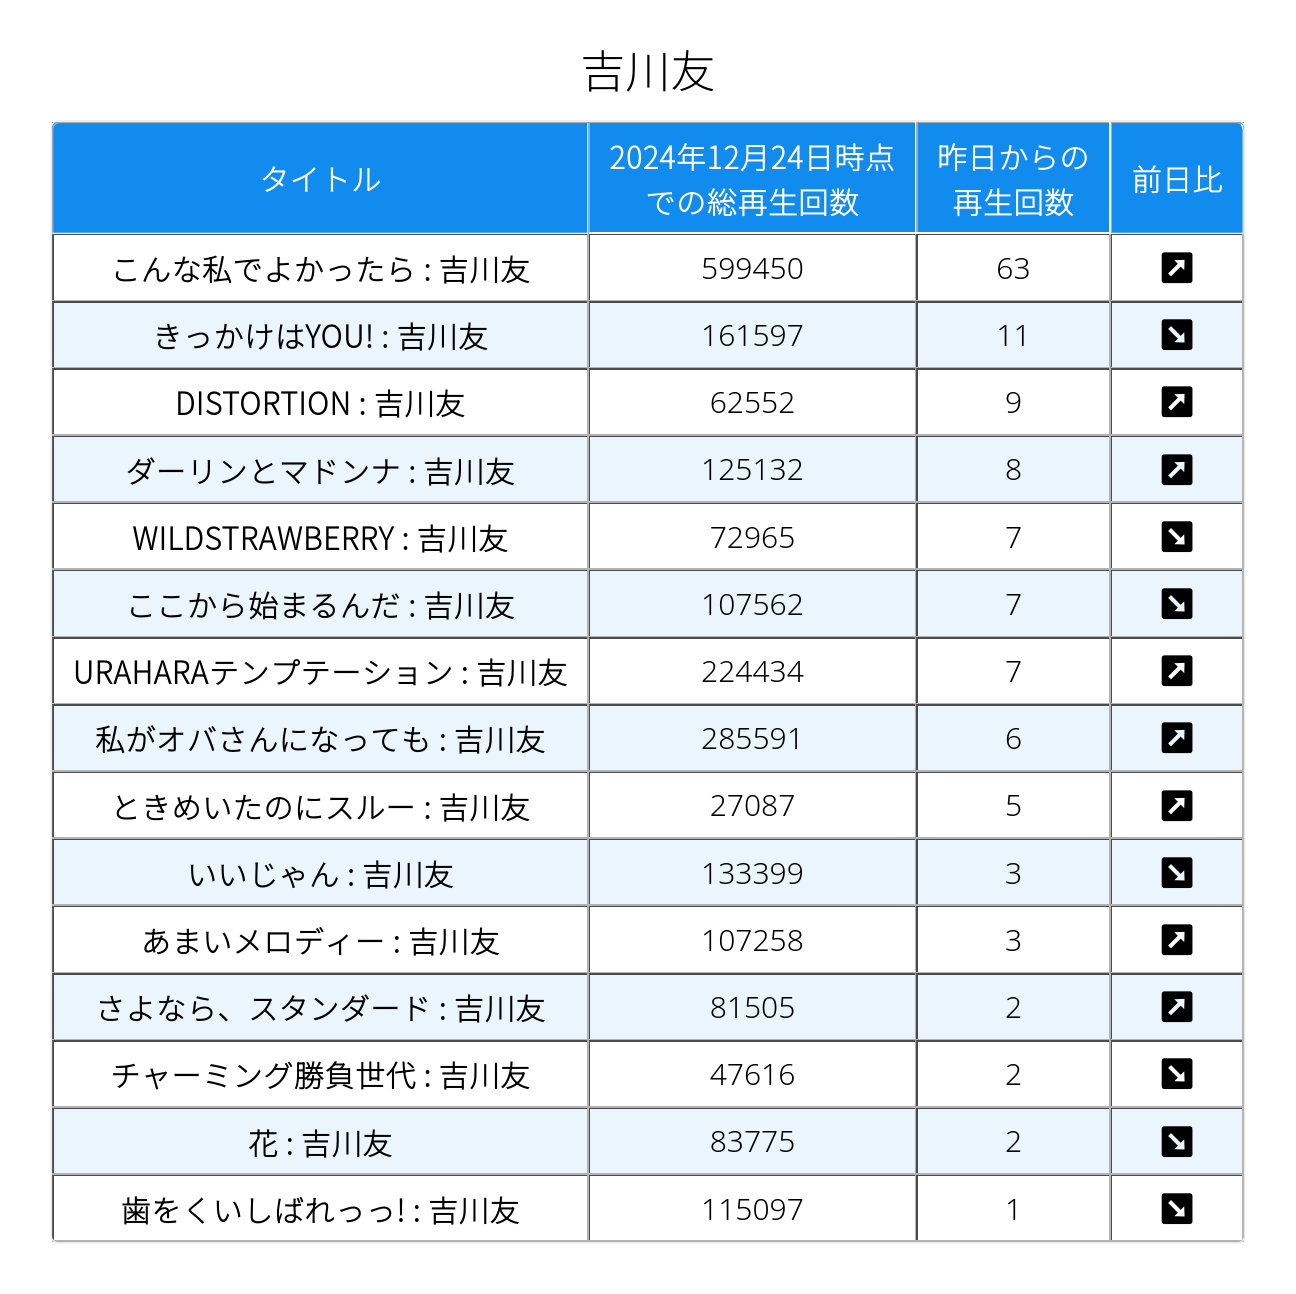 吉川友
タイトル 2024年12月24日時点での総再生回数 昨日からの再生回数 前日比
こんな私でよかったら : 吉川友 599450 63 ↗
きっかけはYOU! : 吉川友 161597 11 ↘
DISTORTION : 吉川友 62552 9 ↗
ダーリンとマドンナ : 吉川友 125132 8 ↗
WILDSTRAWBERRY : 吉川友 72965 7 ↘
ここから始まるんだ : 吉川友 107562 7 ↘
URAHARAテンプテーション : 吉川友 224434 7 ↗
私がオバさんになっても : 吉川友 285591 6 ↗
ときめいたのにスルー : 吉川友 27087 5 ↗
いいじゃん : 吉川友 133399 3 ↘
あまいメロディー : 吉川友 107258 3 ↗
さよなら、スタンダード : 吉川友 81505 2 ↗
チャーミング勝負世代 : 吉川友 47616 2 ↘
花 : 吉川友 83775 2 ↘
歯をくいしばれっっ! : 吉川友 115097 1 ↘